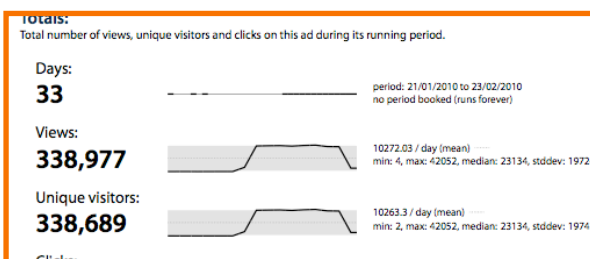 Totals:
Total number of views, unique visitors and clicks on this ad during its running period.
Days:
33
period: 21/01/2010 to 23/02/2010
no period booked (runs forever)
Views:
338,977
10272.03 / day (mean)
min: 4, max: 42052, median: 23134, stddev: 1972
Unique visitors:
338,689
10263.3 / day (mean)
min: 2, max: 42052, median: 23134, stddev: 1974
Clicks: